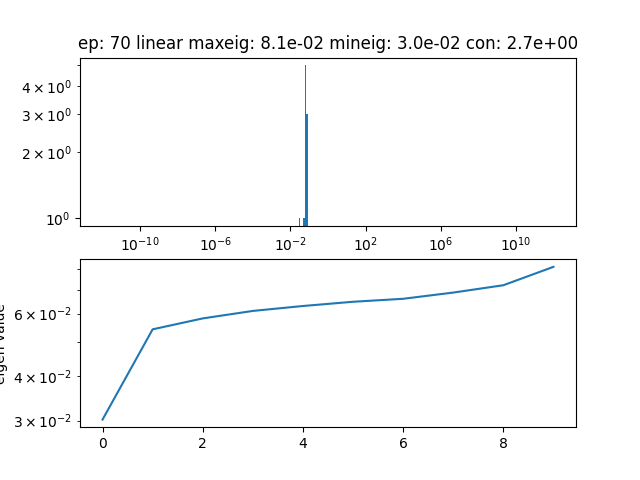 ep: 70 linear maxeig: 8.1e-02 mineig: 3.0e-02 con: 2.7e+00
4 × 10⁰
3 × 10⁰
2 × 10⁰
10⁰
10⁻¹⁰ 10⁻⁶ 10⁻² 10² 10⁶ 10¹⁰
6 × 10⁻²
4 × 10⁻²
3 × 10⁻²
eigen value
0 2 4 6 8